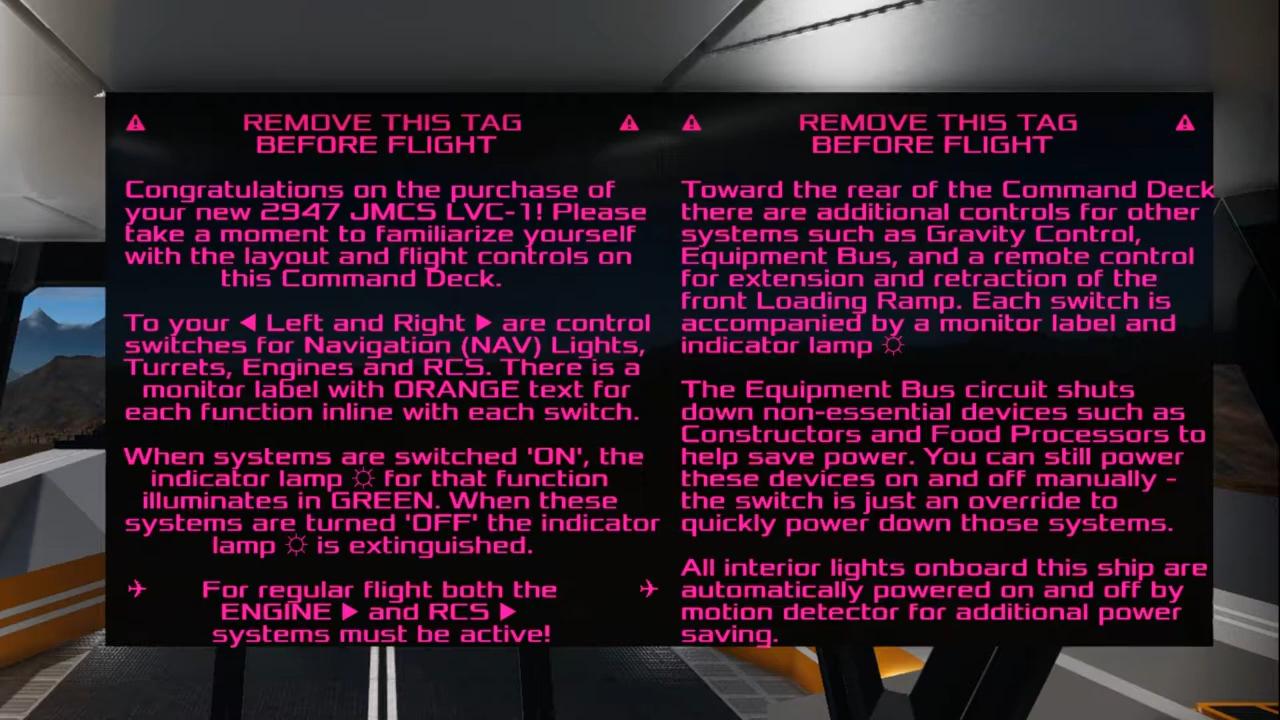 ⚠ REMOVE THIS TAG ⚠
BEFORE FLIGHT
Congratulations on the purchase of
your new 2947 JMCS LVC-1! Please
take a moment to familiarize yourself
with the layout and flight controls on
this Command Deck.
To your ◀ Left and Right ▶ are control
switches for Navigation (NAV) Lights,
Turrets, Engines and RCS. There is a
monitor label with ORANGE text for
each function inline with each switch.
When systems are switched 'ON', the
indicator lamp ☼ for that function
illuminates in GREEN. When these
systems are turned 'OFF' the indicator
lamp ☼ is extinguished.
✈ For regular flight both the ✈
ENGINE ▶ and RCS ▶
systems must be active!
⚠ REMOVE THIS TAG ⚠
BEFORE FLIGHT
Toward the rear of the Command Deck
there are additional controls for other
systems such as Gravity Control,
Equipment Bus, and a remote control
for extension and retraction of the
front Loading Ramp. Each switch is
accompanied by a monitor label and
indicator lamp ☼
The Equipment Bus circuit shuts
down non-essential devices such as
Constructors and Food Processors to
help save power. You can still power
these devices on and off manually -
the switch is just an override to
quickly power down those systems.
All interior lights onboard this ship are
automatically powered on and off by
motion detector for additional power
saving.